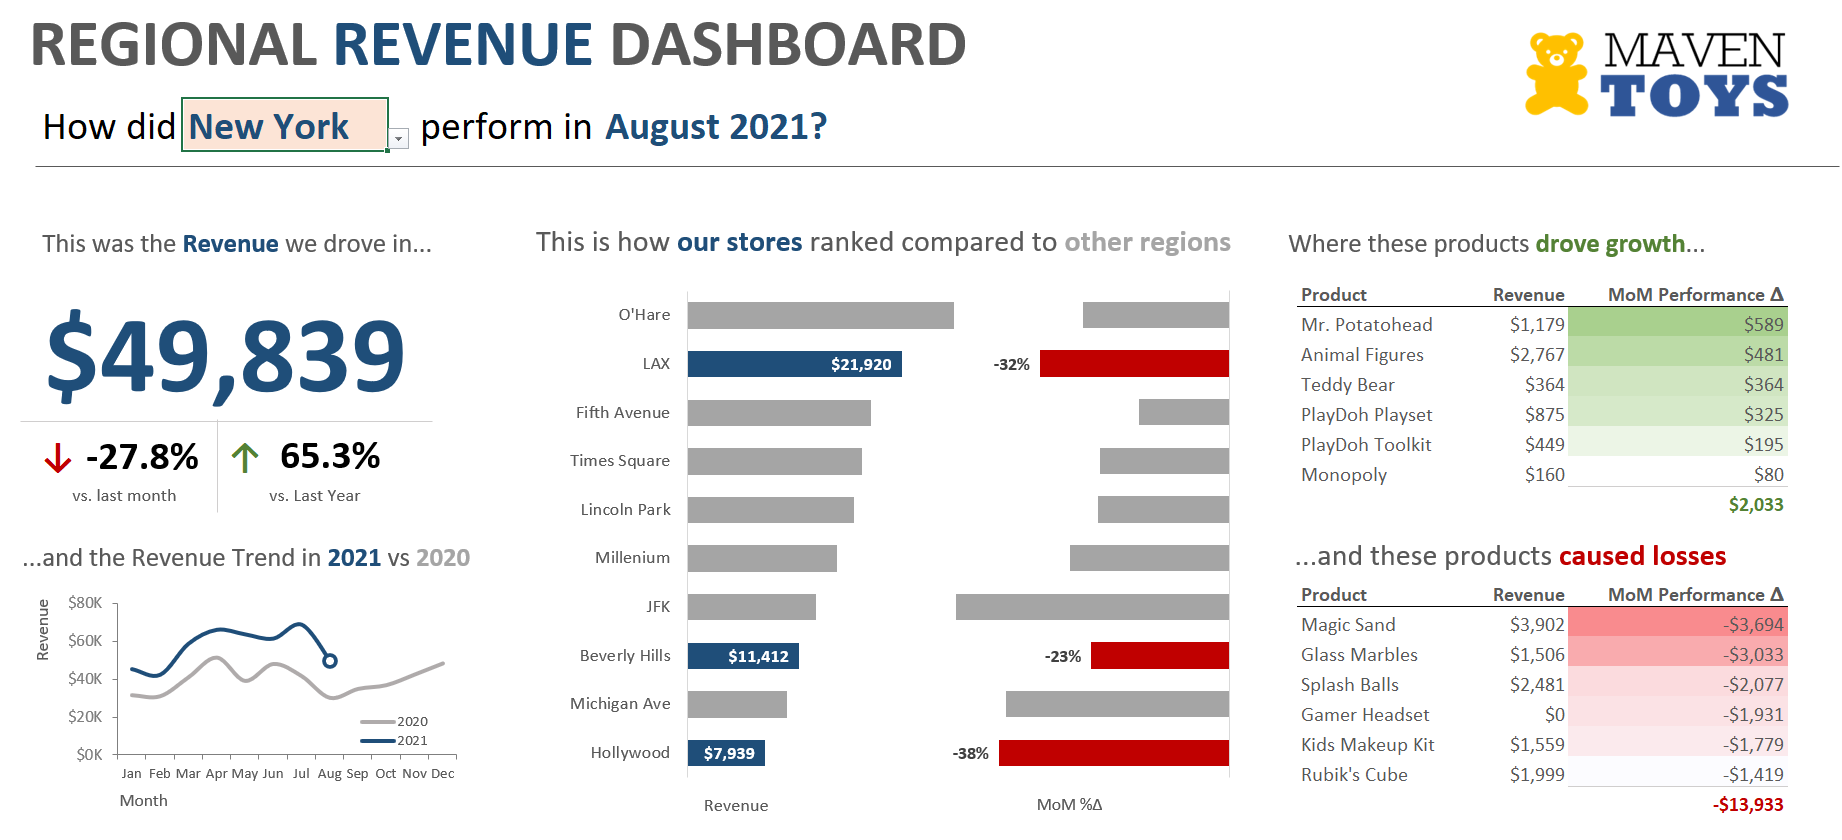 REGIONAL REVENUE DASHBOARD
MAVEN
TOYS
How did New York perform in August 2021?
This was the Revenue we drove in...
$49,839
-27.8%
vs. last month
65.3%
vs. Last Year
...and the Revenue Trend in 2021 vs 2020
Revenue
$80K
$60K
$40K
$20K
$0K
2020
2021
Jan Feb Mar Apr May Jun Jul Aug Sep Oct Nov Dec
Month
This is how our stores ranked compared to other regions
O'Hare
LAX $21,920 -32%
Fifth Avenue
Times Square
Lincoln Park
Millenium
JFK
Beverly Hills $11,412 -23%
Michigan Ave
Hollywood $7,939 -38%
Revenue MoM %Δ
Where these products drove growth...
Product Revenue MoM Performance Δ
Mr. Potatohead $1,179 $589
Animal Figures $2,767 $481
Teddy Bear $364 $364
PlayDoh Playset $875 $325
PlayDoh Toolkit $449 $195
Monopoly $160 $80
$2,033
...and these products caused losses
Product Revenue MoM Performance Δ
Magic Sand $3,902 -$3,694
Glass Marbles $1,506 -$3,033
Splash Balls $2,481 -$2,077
Gamer Headset $0 -$1,931
Kids Makeup Kit $1,559 -$1,779
Rubik's Cube $1,999 -$1,419
-$13,933